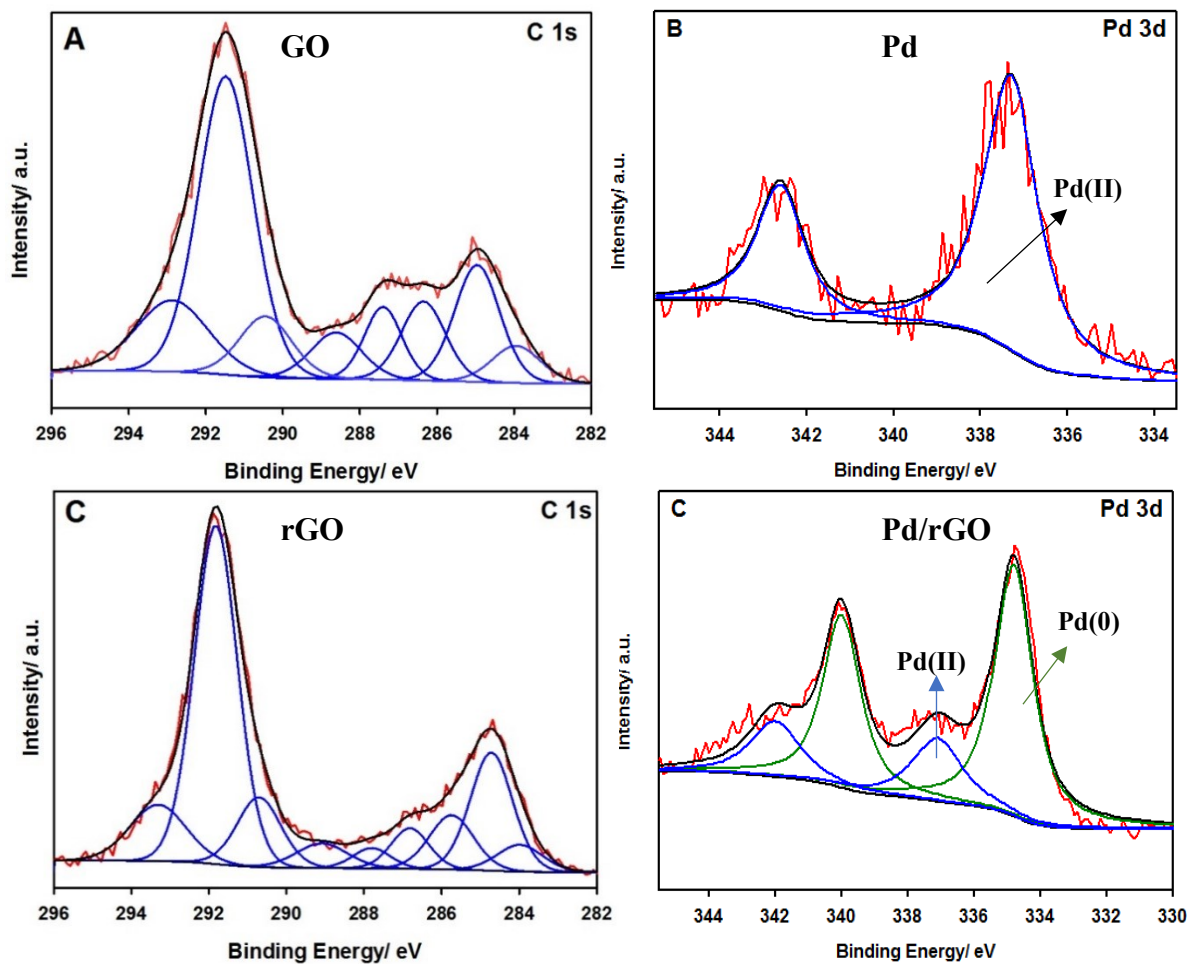 A
GO
C 1s
Intensity/ a.u.
296 294 292 290 288 286 284 282
Binding Energy/ eV
B
Pd
Pd 3d
Intensity/ a.u.
Pd(II)
344 342 340 338 336 334
Binding Energy/ eV
C
rGO
C 1s
Intensity/ a.u.
296 294 292 290 288 286 284 282
Binding Energy/ eV
C
Pd/rGO
Pd 3d
Intensity/ a.u.
Pd(II)
Pd(0)
344 342 340 338 336 334 332 330
Binding Energy/ eV